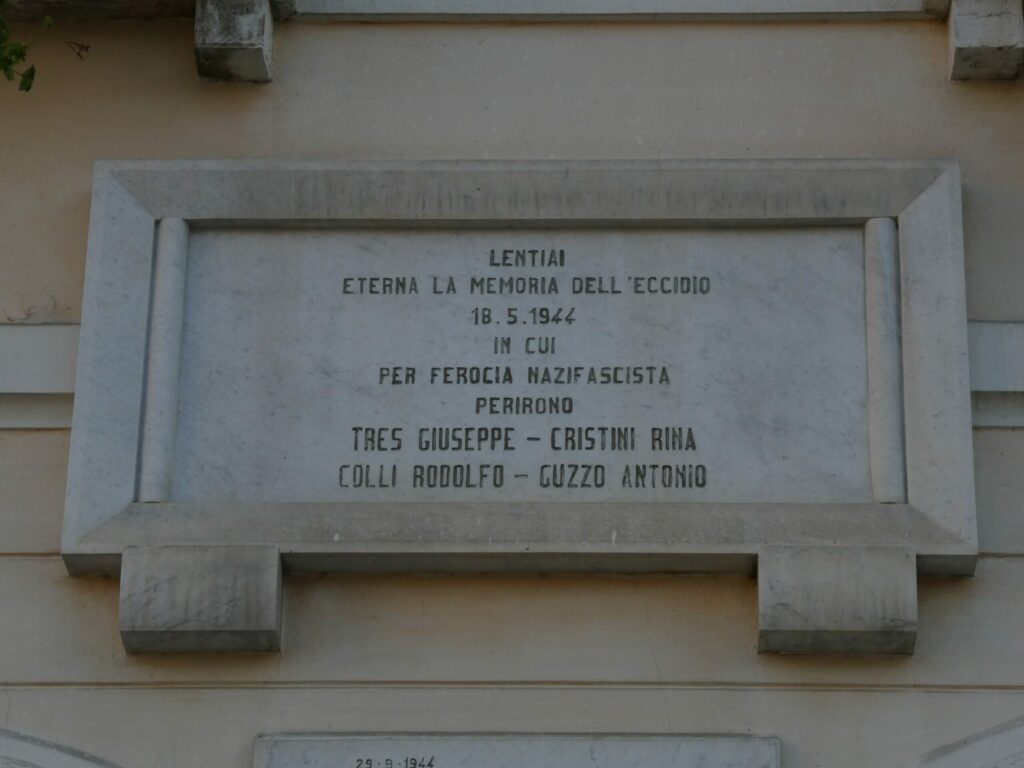 LENTIAI
ETERNA LA MEMORIA DELL'ECCIDIO
18.5.1944
IN CUI
PER FEROCIA NAZIFASCISTA
PERIRONO
TRES GIUSEPPE - CRISTINI RINA
COLLI RODOLFO - GUZZO ANTONIO
29.9.1944